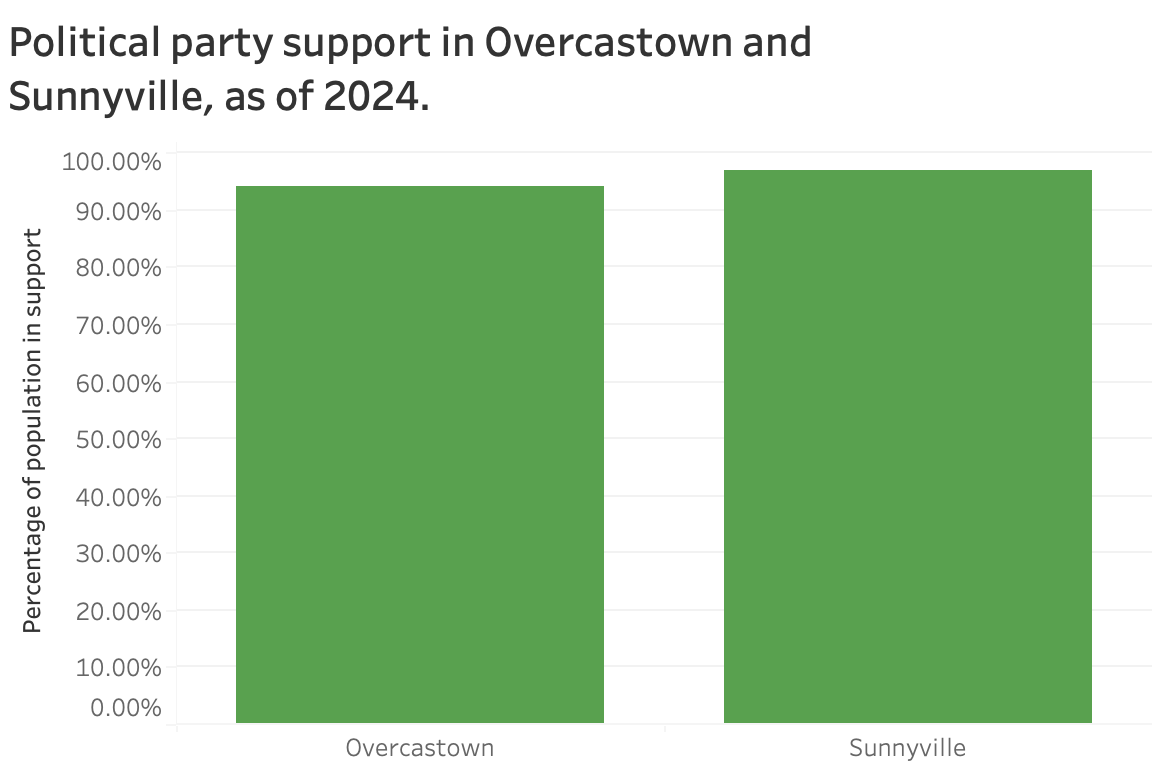 Political party support in Overcastown and
Sunnyville, as of 2024.
Percentage of population in support
100.00%
90.00%
80.00%
70.00%
60.00%
50.00%
40.00%
30.00%
20.00%
10.00%
0.00%
Overcastown
Sunnyville